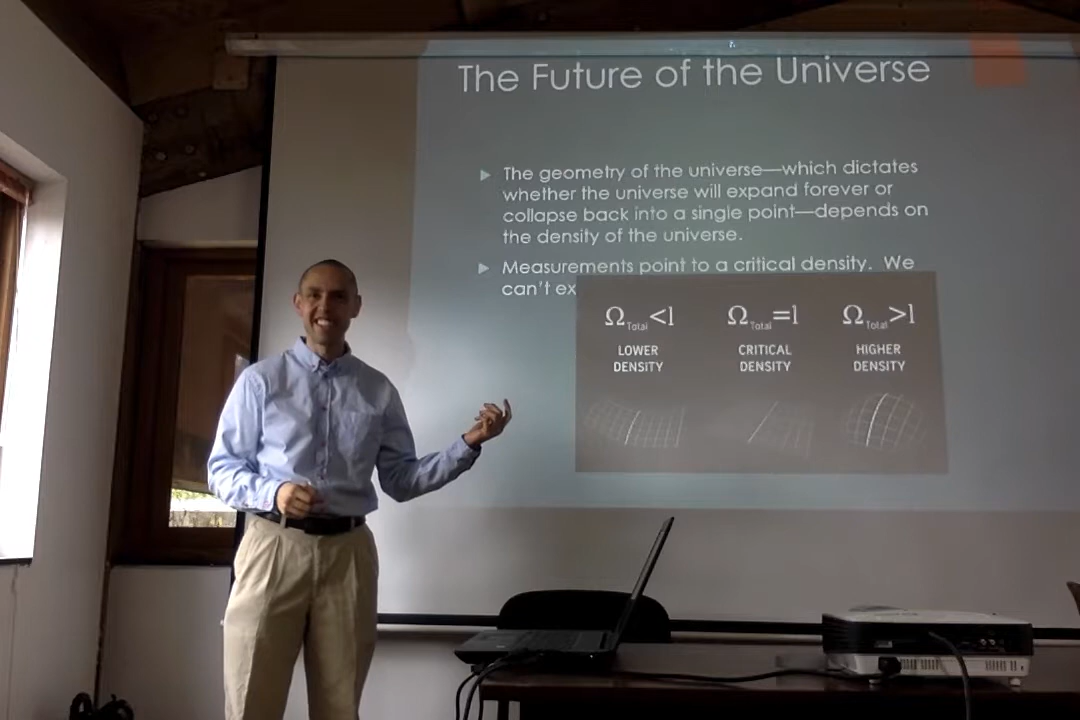 The Future of the Universe
The geometry of the universe—which dictates
whether the universe will expand forever or
collapse back into a single point—depends on
the density of the universe.
Measurements point to a critical density. We
can't ex
Ω Total <1
Ω Total =1
Ω Total >1
LOWER
DENSITY
CRITICAL
DENSITY
HIGHER
DENSITY